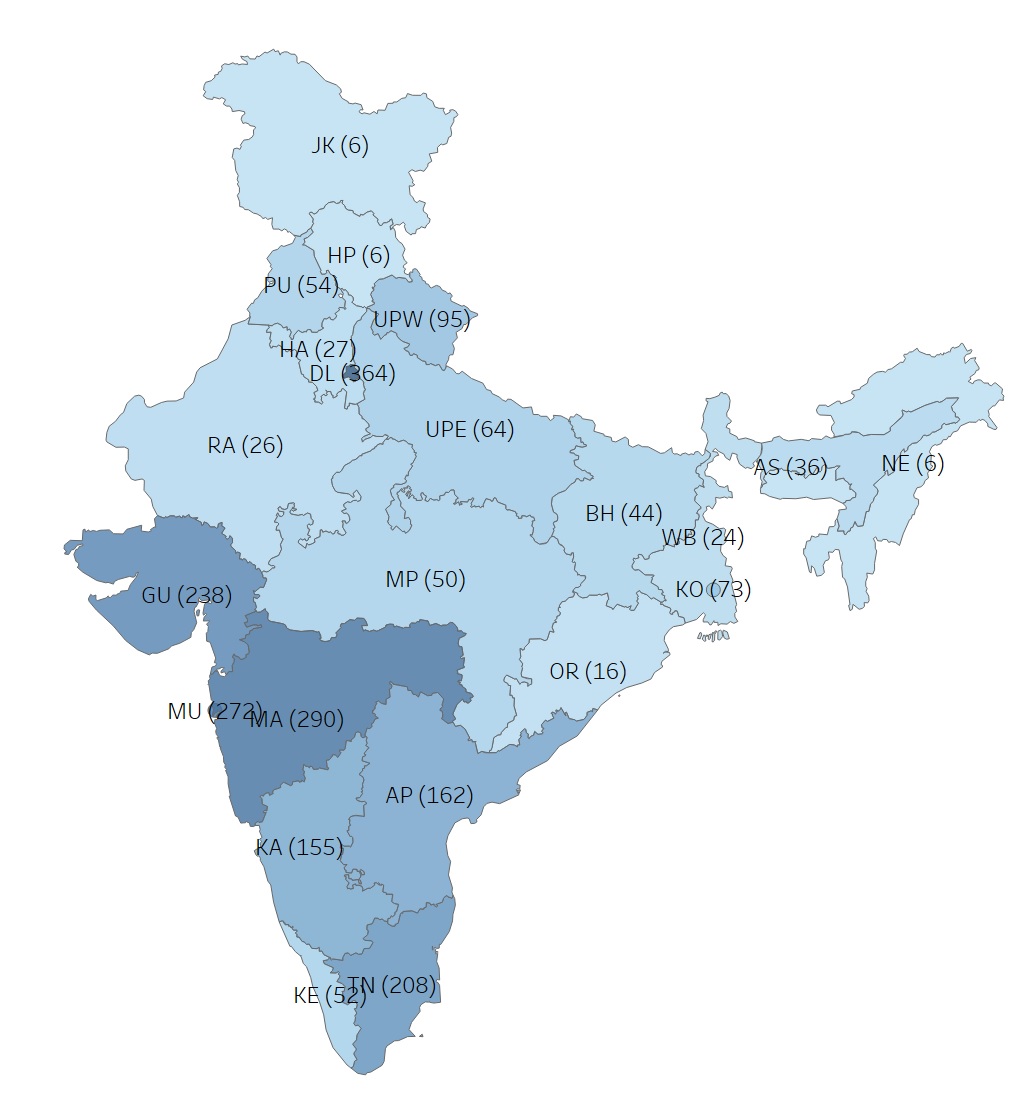 JK (6)
HP (6)
PU (54)
UPW (95)
HA (27)
DL (364)
UPE (64)
RA (26)
AS (36)
NE (6)
BH (44)
WB (24)
MP (50)
KO (73)
GU (238)
OR (16)
MU (272)
MA (290)
AP (162)
KA (155)
TN (208)
KE (52)